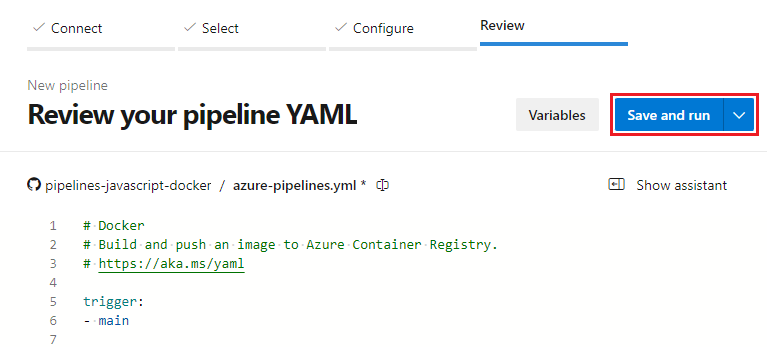 Connect Select Configure Review
New pipeline
Review your pipeline YAML Variables Save and run
pipelines-javascript-docker / azure-pipelines.yml * Show assistant
1 # Docker
2 # Build and push an image to Azure Container Registry.
3 # https://aka.ms/yaml
4
5 trigger:
6 - main
7